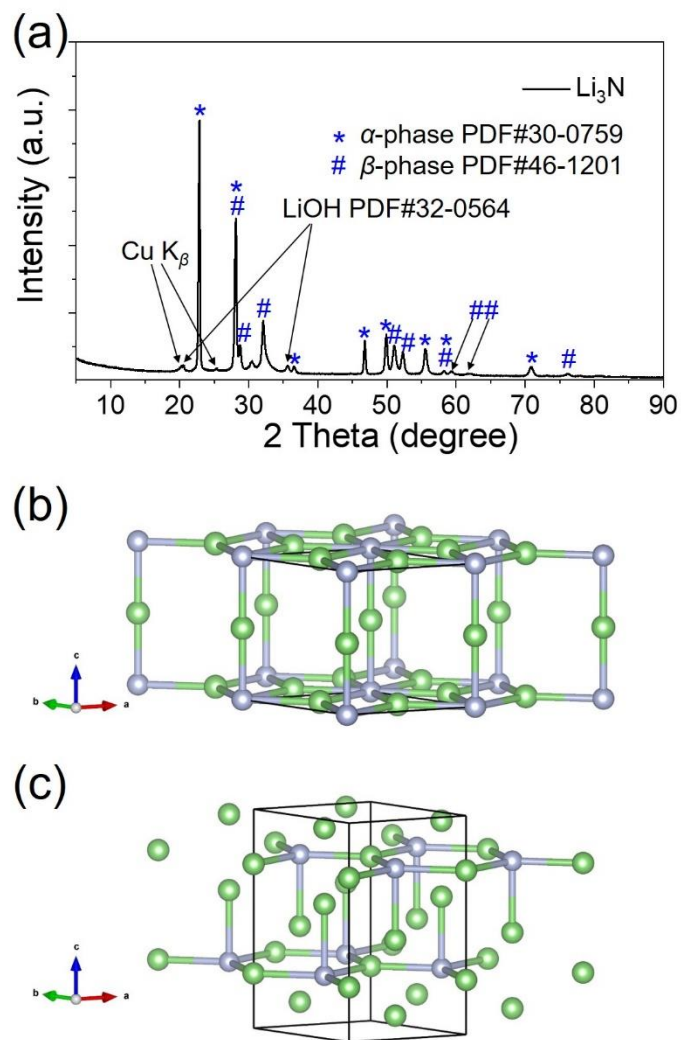 (a)
Intensity (a.u.)
— Li₃N
* α-phase PDF#30-0759
# β-phase PDF#46-1201
LiOH PDF#32-0564
Cu Kᵦ
*
*
#
#
#
*
*
*
#
#
*
*
#
##
*
#
10 20 30 40 50 60 70 80 90
2 Theta (degree)
(b)
c
b
a
(c)
c
b
a